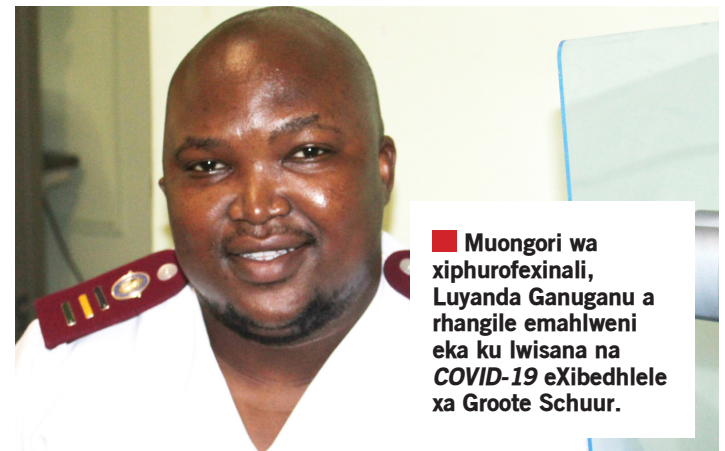 Muongori wa
xiphurofexinali,
Luyanda Ganuganu a
rhangile emahlweni
eka ku lwisana na
COVID-19 eXibedhlele
xa Groote Schuur.